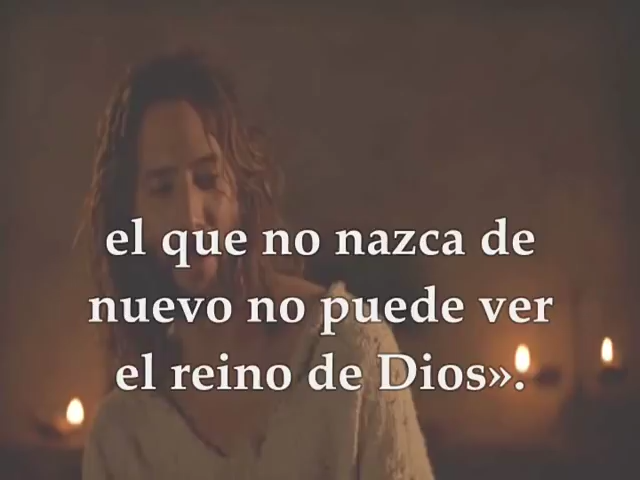 el que no nazca de
nuevo no puede ver
el reino de Dios».